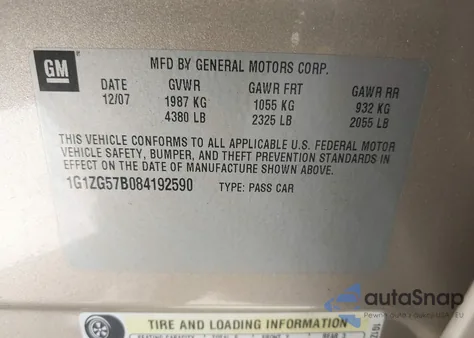 GM
MFD BY GENERAL MOTORS CORP.
DATE GVWR GAWR FRT GAWR RR
12/07 1987 KG 1055 KG 932 KG
4380 LB 2325 LB 2055 LB
THIS VEHICLE CONFORMS TO ALL APPLICABLE U.S. FEDERAL MOTOR
VEHICLE SAFETY, BUMPER, AND THEFT PREVENTION STANDARDS IN
EFFECT ON THE DATE OF MANUFACTURE SHOWN ABOVE.
1G1ZG57B084192590 TYPE: PASS CAR
autoSnap
TIRE AND LOADING INFORMATION